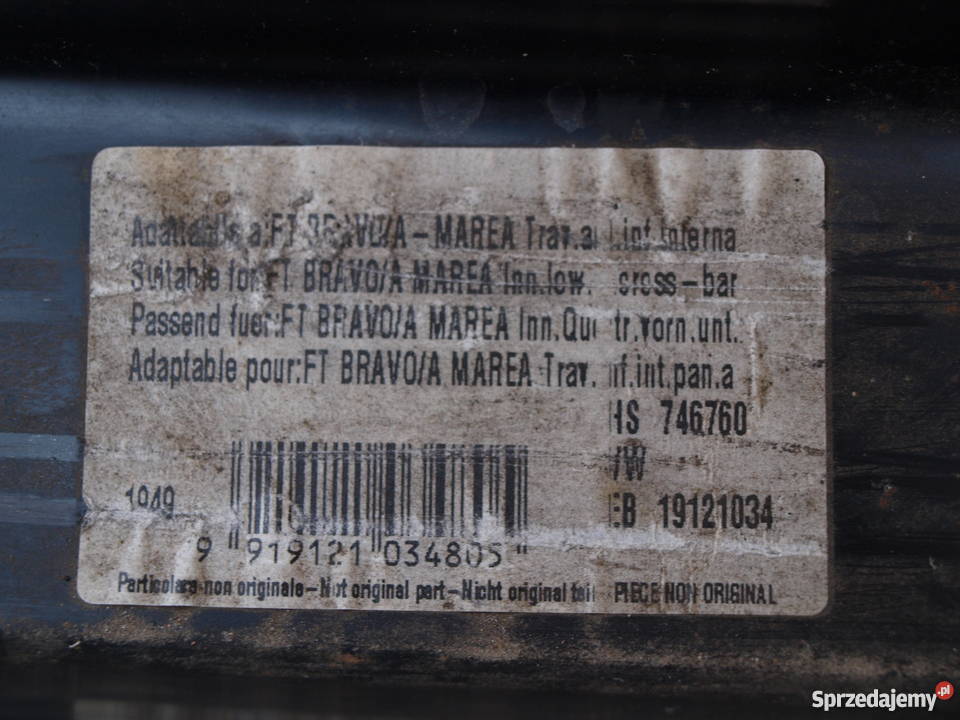 Adattabile a:FT BRAVO/A - MAREA Trav.a inf.interna
Suitable for:FT BRAVO/A MAREA Inn.low. cross-bar
Passend fuer:FT BRAVO/A MAREA Inn.Qu tr.vorn.unt.
Adaptable pour:FT BRAVO/A MAREA Trav. inf.int.pan.a
HS 746760
VW
EB 19121034
1949
9 919121 034805
Particolare non originale-Not original part-Nicht original teil PIECE NON ORIGINAL
Sprzedajemy.pl